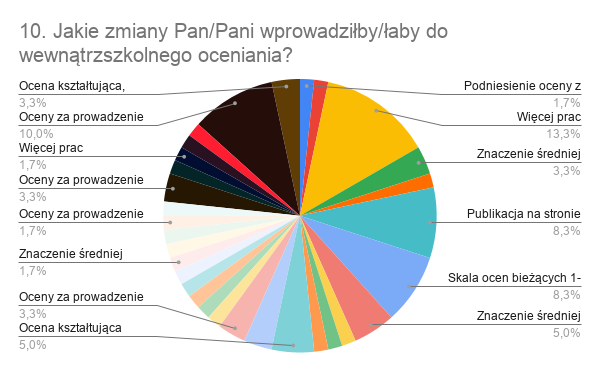 10. Jakie zmiany Pan/Pani wprowadziłby/łaby do
wewnątrzszkolnego oceniania?
Ocena kształtująca,
3,3%
Oceny za prowadzenie
10,0%
Więcej prac
1,7%
Oceny za prowadzenie
3,3%
Oceny za prowadzenie
1,7%
Znaczenie średniej
1,7%
Oceny za prowadzenie
3,3%
Ocena kształtująca
5,0%
Podniesienie oceny z
1,7%
Więcej prac
13,3%
Znaczenie średniej
3,3%
Publikacja na stronie
8,3%
Skala ocen bieżących 1-
8,3%
Znaczenie średniej
5,0%